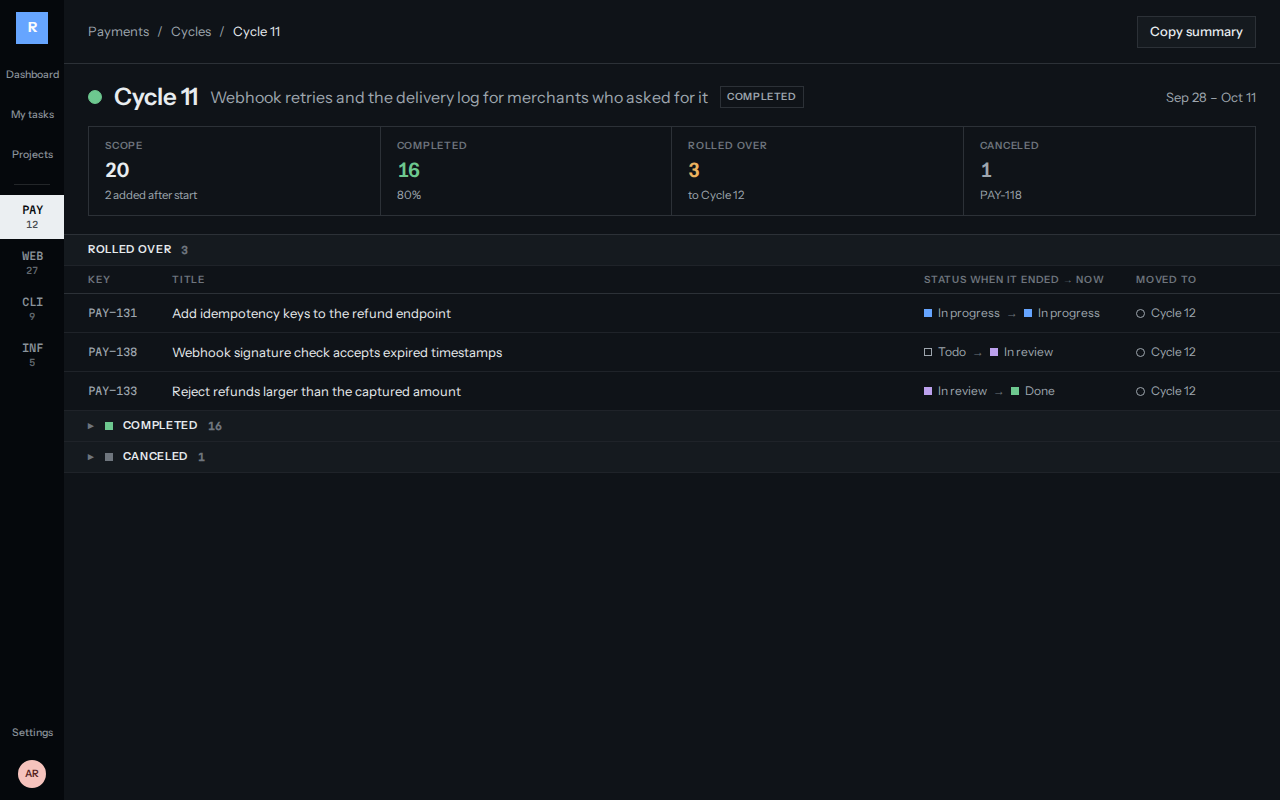 R
Dashboard
My tasks
Projects
PAY
12
WEB
27
CLI
9
INF
5
Settings
AR
Payments / Cycles / Cycle 11
Copy summary
Cycle 11 Webhook retries and the delivery log for merchants who asked for it COMPLETED Sep 28 – Oct 11
SCOPE
20
2 added after start
COMPLETED
16
80%
ROLLED OVER
3
to Cycle 12
CANCELED
1
PAY-118
ROLLED OVER 3
KEY TITLE STATUS WHEN IT ENDED → NOW MOVED TO
PAY-131 Add idempotency keys to the refund endpoint In progress → In progress Cycle 12
PAY-138 Webhook signature check accepts expired timestamps Todo → In review Cycle 12
PAY-133 Reject refunds larger than the captured amount In review → Done Cycle 12
▶ COMPLETED 16
▶ CANCELED 1